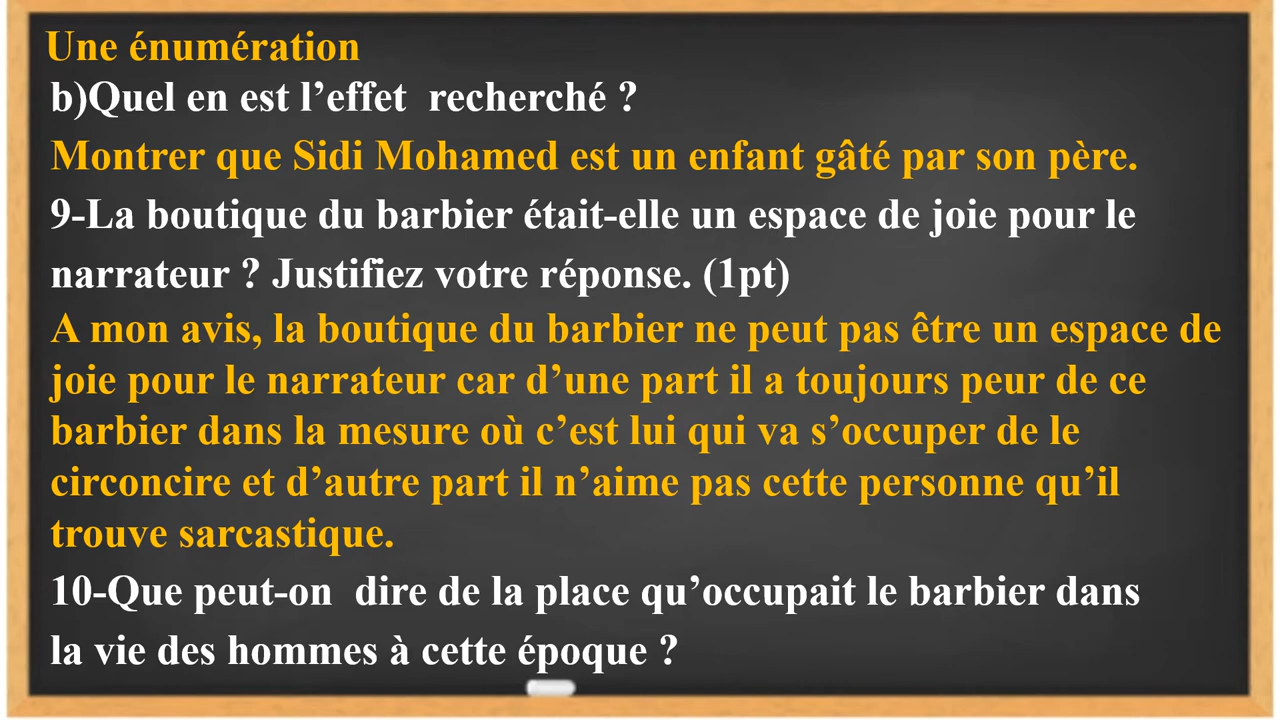 Une énumération
b)Quel en est l’effet  recherché ?
Montrer que Sidi Mohamed est un enfant gâté par son père.
9-La boutique du barbier était-elle un espace de joie pour le
narrateur ? Justifiez votre réponse. (1pt)
A mon avis, la boutique du barbier ne peut pas être un espace de
joie pour le narrateur car d’une part il a toujours peur de ce
barbier dans la mesure où c’est lui qui va s’occuper de le
circoncire et d’autre part il n’aime pas cette personne qu’il
trouve sarcastique.
10-Que peut-on  dire de la place qu’occupait le barbier dans
la vie des hommes à cette époque ?